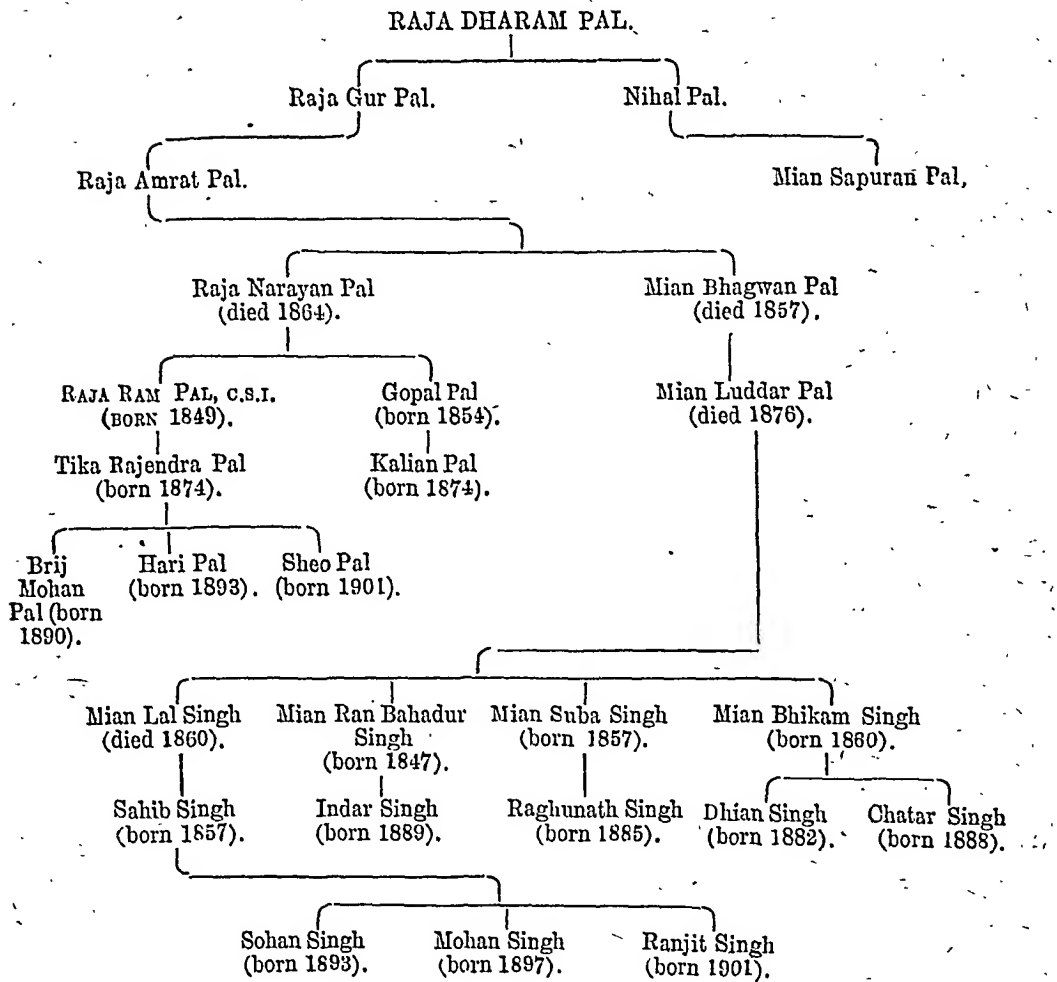 RAJA DHARAM PAL.
Raja Gur Pal. Nihal Pal.
Raja Amrat Pal. Mian Sapuran Pal,
Raja Narayan Pal Mian Bhagwan Pal
(died 1864). (died 1857).
RAJA RAM PAL, C.S.I. Gopal Pal Mian Luddar Pal
(BORN 1849). (born 1854). (died 1876).
Tika Rajendra Pal Kalian Pal
(born 1874). (born 1874).
Brij Hari Pal Sheo Pal
Mohan (born 1893). (born 1901).
Pal (born
1890).
Mian Lal Singh Mian Ran Bahadur Mian Suba Singh Mian Bhikam Singh
(died 1860). Singh (born 1857). (born 1860).
(born 1847).
Sahib Singh Indar Singh Raghunath Singh Dhian Singh Chatar Singh
(born 1857). (born 1889). (born 1885). (born 1882). (born 1888).
Sohan Singh Mohan Singh Ranjit Singh
(born 1893). (born 1897). (born 1901).